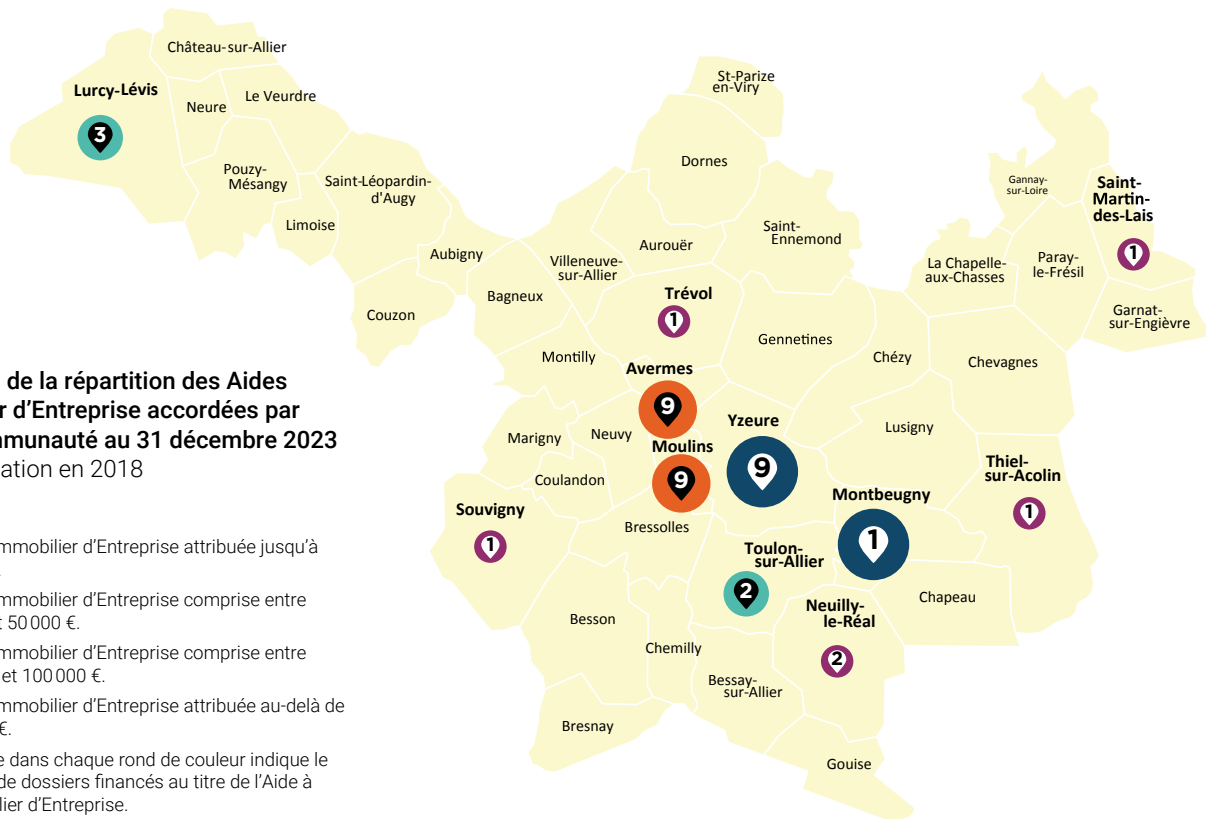 Château-sur-Allier
Lurcy-Lévis
3
Neure
Le Veurdre
Pouzy-
Mésangy
Saint-Léopardin-
d'Augy
Limoise
Aubigny
Couzon
St-Parize
en-Viry
Dornes
Saint-
Ennemond
Aurouër
Villeneuve-
sur-Allier
Bagneux
Trévol
1
Gennetines
Montilly
Gannay-
sur-Loire
Saint-
Martin-
des-Lais
1
La Chapelle-
aux-Chasses
Paray-
le-Frésil
Garnat-
sur-Engièvre
Chézy
Chevagnes
Avermes
9
Yzeure
9
Moulins
9
Marigny
Neuvy
Coulandon
Lusigny
Thiel-
sur-Acolin
1
Montbeugny
1
Souvigny
1
Bressolles
Toulon-
sur-Allier
2
Neuilly-
le-Réal
2
Chapeau
Besson
Chemilly
Bessay-
sur-Allier
Bresnay
Gouise
de la répartition des Aides
r d'Entreprise accordées par
munauté au 31 décembre 2023
ation en 2018
mmobilier d'Entreprise attribuée jusqu'à
mmobilier d'Entreprise comprise entre
t 50 000 €.
mmobilier d'Entreprise comprise entre
et 100 000 €.
mmobilier d'Entreprise attribuée au-delà de
€.
e dans chaque rond de couleur indique le
de dossiers financés au titre de l'Aide à
lier d'Entreprise.